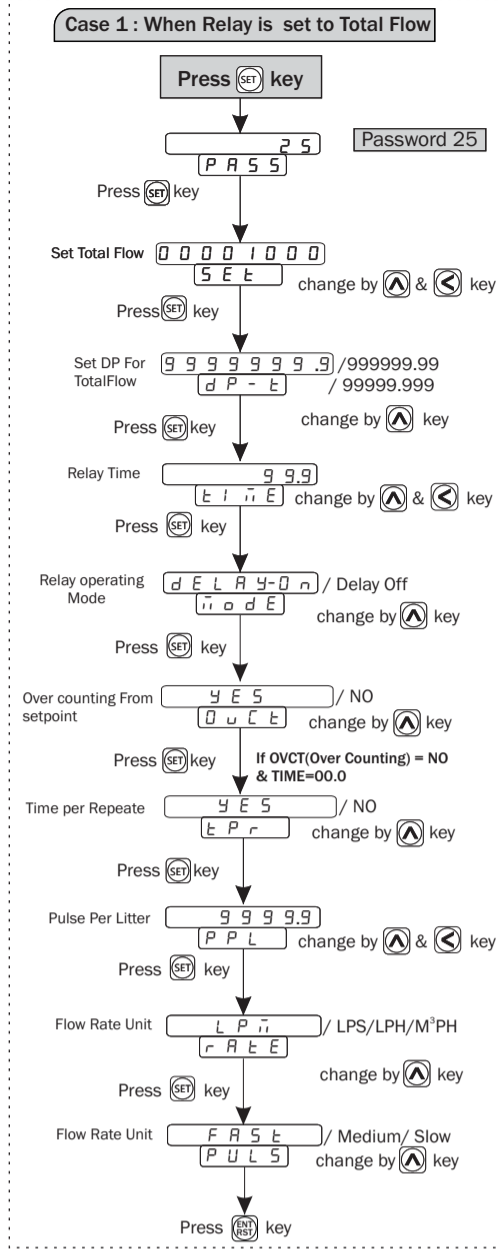 Case 1 : When Relay is set to Total Flow
Press SET key
25
PASS
Password 25
Press SET key
Set Total Flow 00001000
SEt
change by & key
Press SET key
Set DP For TotalFlow 9999999.9 /999999.99
dP-t / 99999.999
change by key
Press SET key
Relay Time 99.9
tIME change by & key
Press SET key
Relay operating Mode dELAY-On / Delay Off
ModE change by key
Press SET key
Over counting From setpoint YES / NO
OvCt change by key
Press SET key
If OVCT(Over Counting) = NO
& TIME=00.0
Time per Repeate YES / NO
tPr change by key
Press SET key
Pulse Per Litter 9999.9
PPL change by & key
Press SET key
Flow Rate Unit LPM / LPS/LPH/M³PH
rAtE
change by key
Press SET key
Flow Rate Unit FASt / Medium/ Slow
PULS change by key
Press ENT RST key